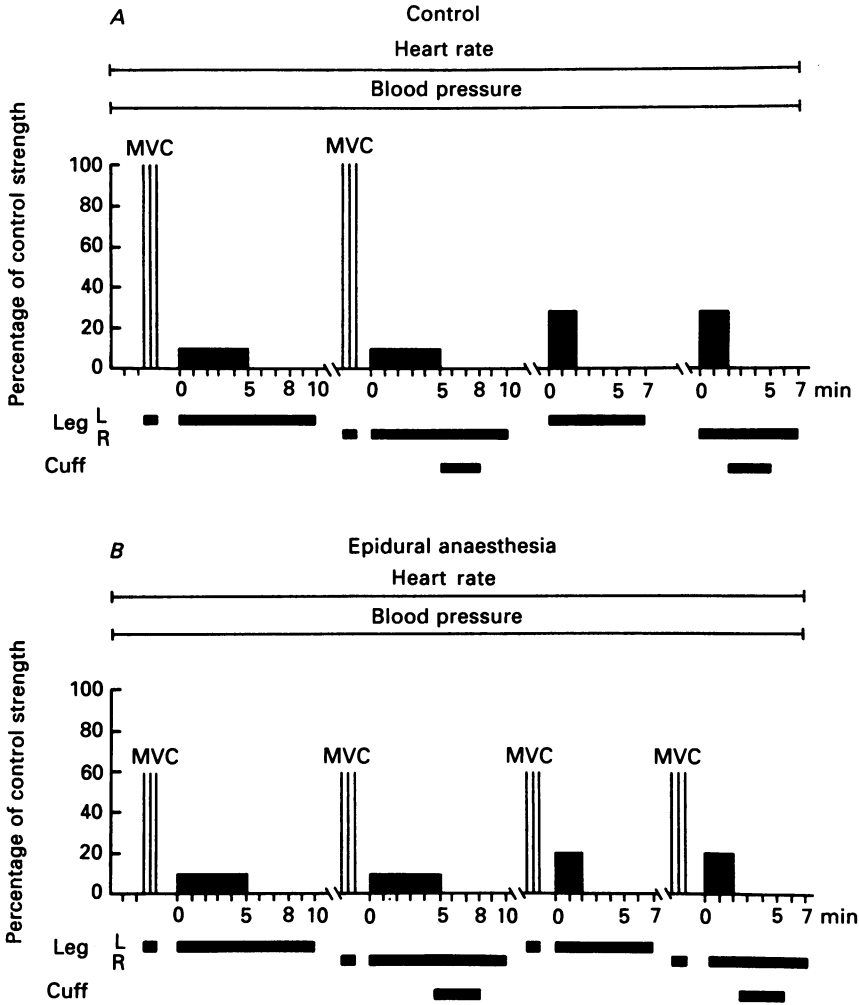 A Control
Heart rate
Blood pressure
Percentage of control strength
MVC MVC
100
80
60
40
20
0
0 5 8 10 0 5 8 10 0 5 7 0 5 7 min
Leg L
R
Cuff
B Epidural anaesthesia
Heart rate
Blood pressure
Percentage of control strength
100
80
MVC MVC MVC MVC
60
40
20
0
0 5 8 10 0 5 8 10 0 5 7 0 5 7 min
Leg L
R
Cuff